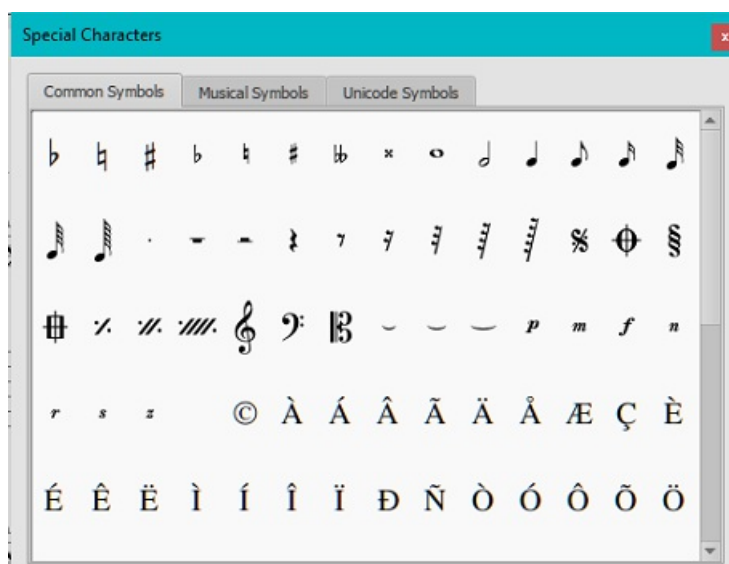 Special Characters
x
Common Symbols Musical Symbols Unicode Symbols
♭ ♮ ♯ ♭ ♮ ♯ 𝄫 𝄪 𝅝 𝅗𝅥 𝅘𝅥 𝅘𝅥𝅮 𝅘𝅥𝅯 𝅘𝅥𝅰
𝅘𝅥𝅱 𝅘𝅥𝅲 · 𝄻 𝄼 𝄽 𝄾 𝄿 𝅀 𝅁 𝅂 𝄋 𝄌
𝄎 𝄞 𝄢 𝄡 p m f n
r s z © À Á Â Ã Ä Å Æ Ç È
É Ê Ë Ì Í Î Ï Ð Ñ Ò Ó Ô Õ Ö